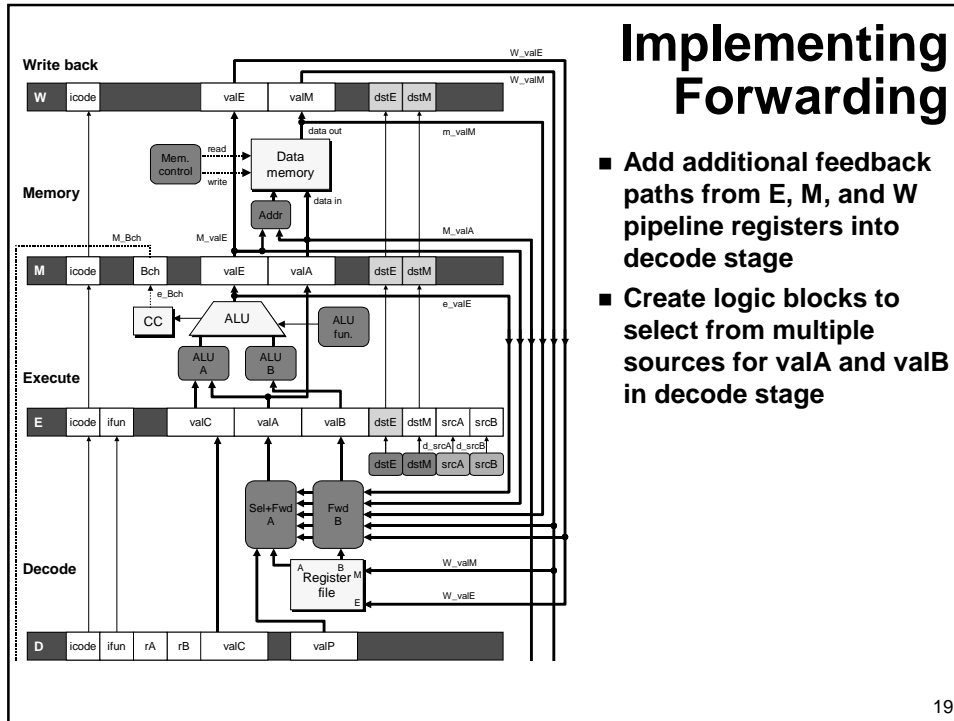 Implementing
Forwarding
■ Add additional feedback
paths from E, M, and W
pipeline registers into
decode stage
■ Create logic blocks to
select from multiple
sources for valA and valB
in decode stage
W_valE
Write back
W_valM
W icode valE valM dstE dstM
data out
m_valM
read
Mem.
control
Data
memory
write
Memory
data in
Addr
M_Bch
M_valE
M_valA
M icode Bch valE valA dstE dstM
e_Bch
e_valE
CC
ALU
ALU
fun.
ALU
A
ALU
B
Execute
E icode ifun valC valA valB dstE dstM srcA srcB
d_srcA d_srcB
dstE dstM srcA srcB
Sel+Fwd
A
Fwd
B
Decode
A B M
W_valM
Register
file
E
W_valE
D icode ifun rA rB valC valP
19